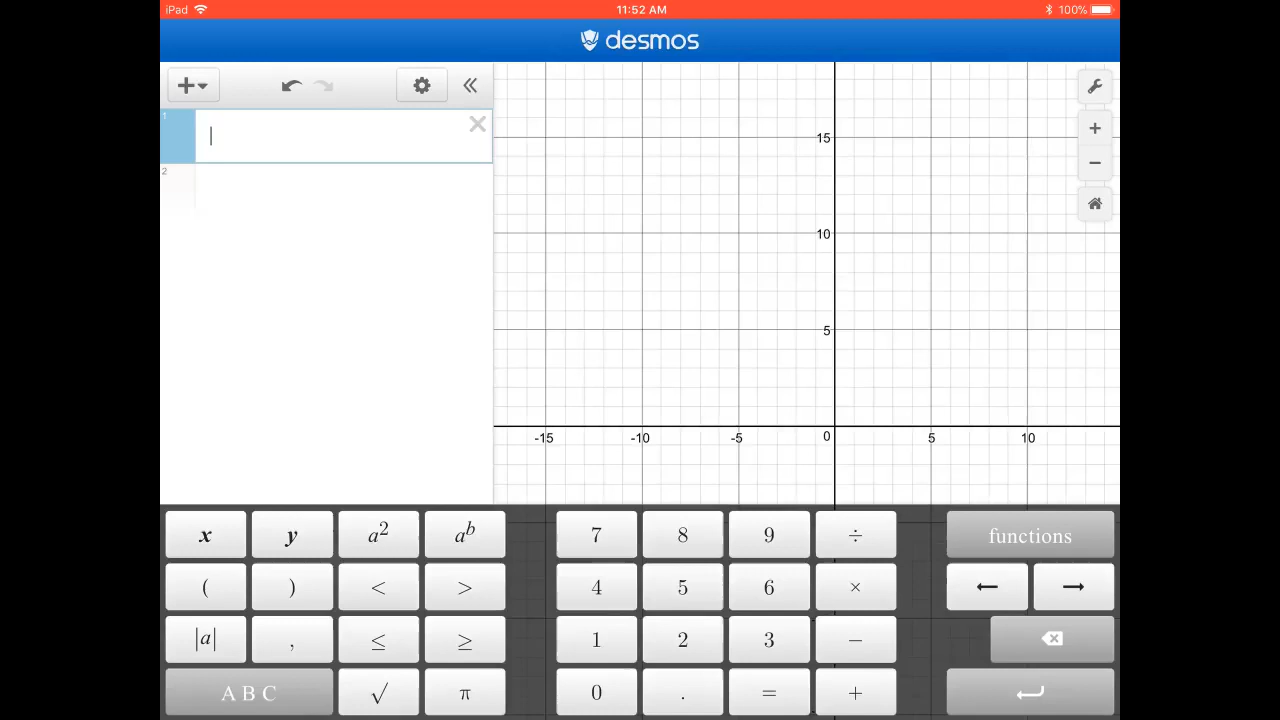 iPad 11:52 AM 100%
desmos
1
2
15
10
5
-15 -10 -5 0 5 10
x y a² aᵇ 7 8 9 ÷ functions
( ) < > 4 5 6 × ← →
|a| , ≤ ≥ 1 2 3 −
A B C √ π 0 . = +